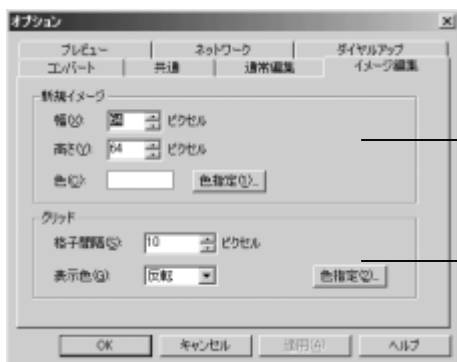 オプション
プレビュー ネットワーク ダイヤルアップ
コンバート 共通 通常編集 イメージ編集
新規イメージ
幅(X): ピクセル
高さ(Y): 64 ピクセル
色(C): 色指定(1)...
グリッド
格子間隔(S): 10 ピクセル
表示色(G): 反転 色指定(2)...
OK キャンセル 適用(A) ヘルプ